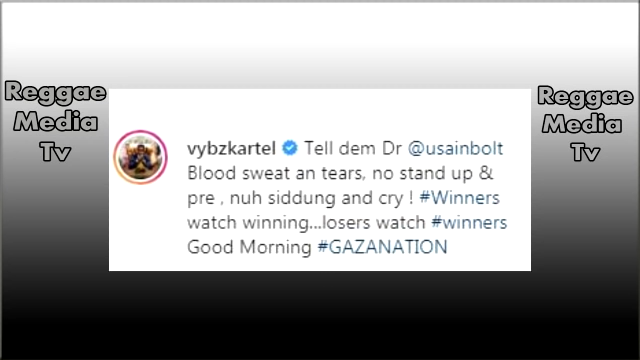 Reggae
Media
Tv
vybzkartel Tell dem Dr @usainbolt
Blood sweat an tears, no stand up &
pre , nuh siddung and cry ! #Winners
watch winning...losers watch #winners
Good Morning #GAZANATION
Reggae
Media
Tv